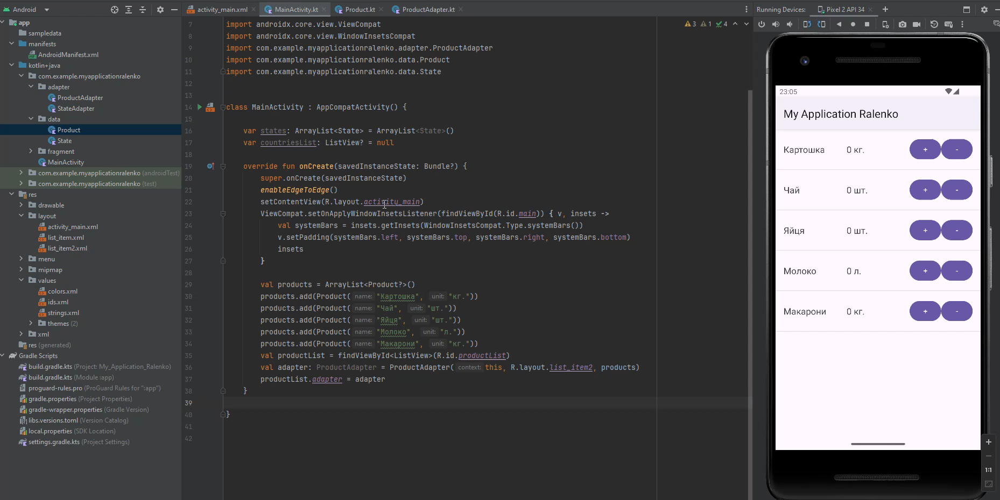 Android
activity_main.xml
MainActivity.kt
Product.kt
ProductAdapter.kt
Running Devices:
Pixel 2 API 34
app
sampledata
manifests
AndroidManifest.xml
kotlin+java
com.example.myapplicationralenko
adapter
ProductAdapter
StateAdapter
data
Product
State
fragment
MainActivity
com.example.myapplicationralenko (androidTest)
com.example.myapplicationralenko (test)
res
drawable
layout
activity_main.xml
list_item.xml
list_item2.xml
menu
mipmap
values
colors.xml
ids.xml
strings.xml
themes (2)
xml
res (generated)
Gradle Scripts
build.gradle.kts (Project: My_Application_Ralenko)
build.gradle.kts (Module :app)
proguard-rules.pro (ProGuard Rules for ":app")
gradle.properties (Project Properties)
gradle-wrapper.properties (Gradle Version)
libs.versions.toml (Version Catalog)
local.properties (SDK Location)
settings.gradle.kts (Project Settings)
3 1 4
7 import androidx.core.view.ViewCompat
8 import androidx.core.view.WindowInsetsCompat
9 import com.example.myapplicationralenko.adapter.ProductAdapter
10 import com.example.myapplicationralenko.data.Product
11 import com.example.myapplicationralenko.data.State
12
13
14 class MainActivity : AppCompatActivity() {
15
16 var states: ArrayList<State> = ArrayList<State>()
17 var countriesList: ListView? = null
18
19 override fun onCreate(savedInstanceState: Bundle?) {
20 super.onCreate(savedInstanceState)
21 enableEdgeToEdge()
22 setContentView(R.layout.activity_main)
23 ViewCompat.setOnApplyWindowInsetsListener(findViewById(R.id.main)) { v, insets ->
24 val systemBars = insets.getInsets(WindowInsetsCompat.Type.systemBars())
25 v.setPadding(systemBars.left, systemBars.top, systemBars.right, systemBars.bottom)
26 insets
27 }
28
29 val products = ArrayList<Product?>()
30 products.add(Product( name: "Картошка", unit: "кг."))
31 products.add(Product( name: "Чай", unit: "шт."))
32 products.add(Product( name: "Яйця", unit: "шт."))
33 products.add(Product( name: "Молоко", unit: "л."))
34 products.add(Product( name: "Макарони", unit: "кг."))
35 val productList = findViewById<ListView>(R.id.productList)
36 val adapter: ProductAdapter = ProductAdapter( context: this, R.layout.list_item2, products)
37 productList.adapter = adapter
38 }
39
40 }
41
42
23:05
My Application Ralenko
Картошка 0 кг. + -
Чай 0 шт. + -
Яйця 0 шт. + -
Молоко 0 л. + -
Макарони 0 кг. + -
1:1